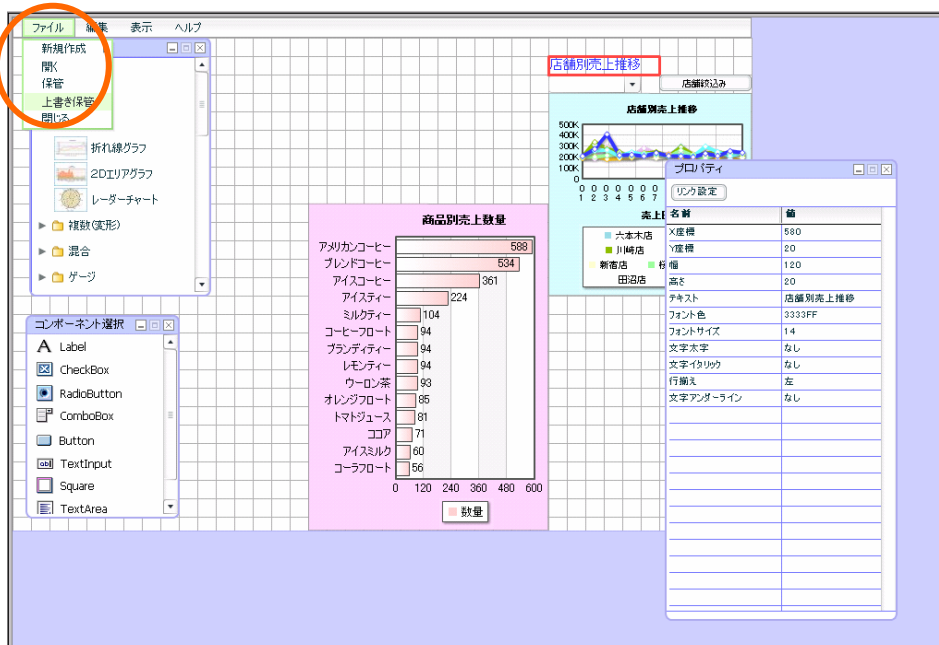 ファイル 編集 表示 ヘルプ
新規作成
開く
保管
上書き保管
閉じる
折れ線グラフ
2Dエリアグラフ
レーダーチャート
複数(変形)
混合
ゲージ
コンポーネント選択
Label
CheckBox
RadioButton
ComboBox
Button
TextInput
Square
TextArea
商品別売上数量
アメリカンコーヒー 588
ブレンドコーヒー 534
アイスコーヒー 361
アイスティー 224
ミルクティー 104
コーヒーフロート 94
ブランディティー 94
レモンティー 94
ウーロン茶 93
オレンジフロート 85
トマトジュース 81
ココア 71
アイスミルク 60
コーラフロート 56
0 120 240 360 480 600
数量
店舗別売上推移
店舗絞込み
店舗別売上推移
500K
400K
300K
200K
100K
0
0 0 0 0 0 0 0
1 2 3 4 5 6 7
売上
六本木店
川崎店
新宿店
田沼店
プロパティ
リンク設定
名前 値
X座標 580
Y座標 20
幅 120
高さ 20
テキスト 店舗別売上推移
フォント色 3333FF
フォントサイズ 14
文字太字 なし
文字イタリック なし
行揃え 左
文字アンダーライン なし